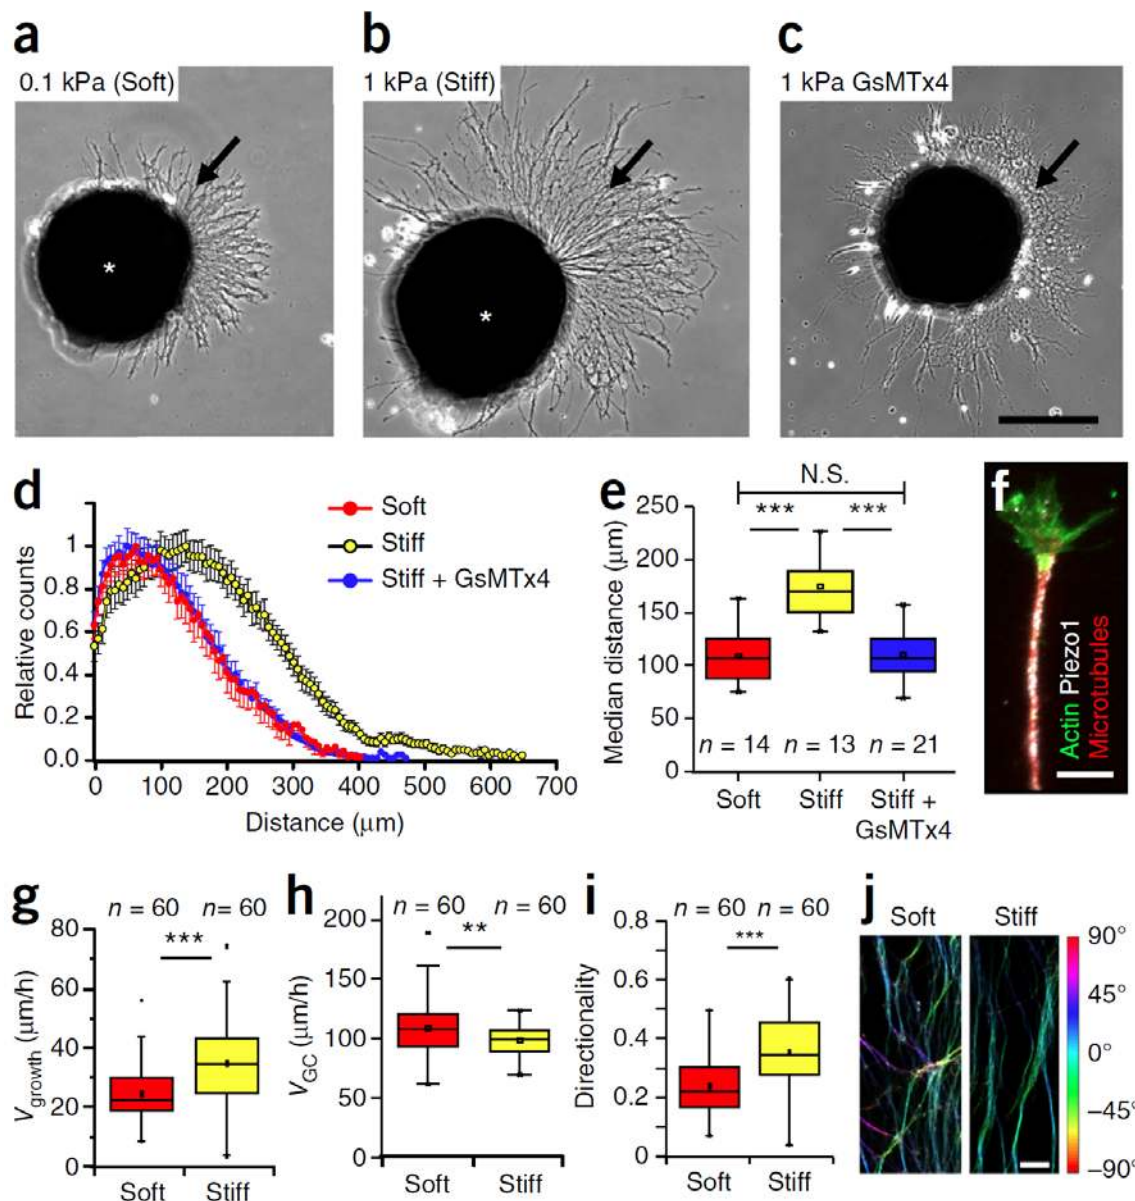 a
0.1 kPa (Soft)
*
b
1 kPa (Stiff)
*
c
1 kPa GsMTx4
d
Relative counts
1
0.8
0.6
0.4
0.2
0.0
0
100
200
300
400
500
600
700
Distance (μm)
Soft
Stiff
Stiff + GsMTx4
e
Median distance (μm)
250
200
150
100
50
0
N.S.
***
***
n = 14
n = 13
n = 21
Soft
Stiff
Stiff +
GsMTx4
f
Actin Piezo1
Microtubules
g
n = 60
n = 60
***
Vgrowth (μm/h)
80
60
40
20
0
Soft
Stiff
h
n = 60
n = 60
**
VGC (μm/h)
200
150
100
50
0
Soft
Stiff
i
n = 60
n = 60
***
Directionality
0.8
0.6
0.4
0.2
0
Soft
Stiff
j
Soft
Stiff
90°
45°
0°
−45°
−90°